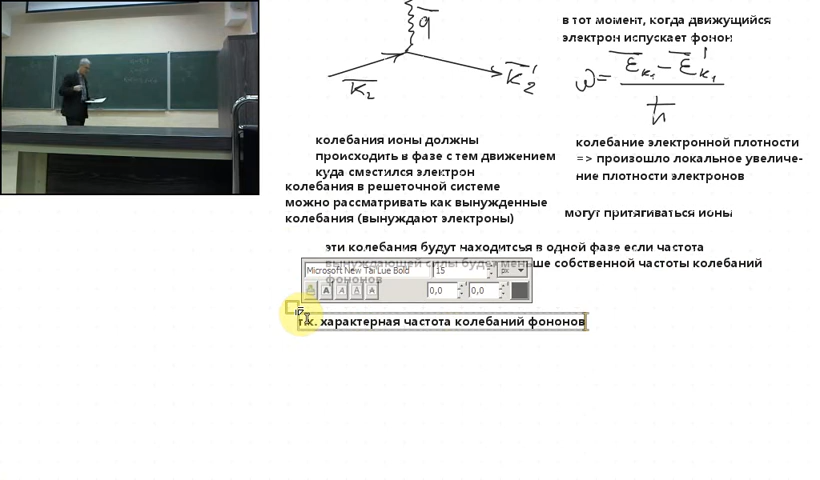 q
k₂
k₂'
в тот момент, когда движущийся
электрон испускает фонон
ω= ε k₁ - ε' k₁
ħ
колебания ионы должны
происходить в фазе с тем движением
куда сместился электрон
колебания в решеточной системе
можно рассматривать как вынужденные
колебания (вынуждают электроны)
колебание электронной плотности
=> произошло локальное увеличе-
ние плотности электронов
могут притягиваться ионы
эти колебания будут находиться в одной фазе если частота
вынуждающей силы будет меньше собственной частоты колебаний
фононов
Microsoft New Tai Lue Bold 15 px
A A A A A 0,0 0,0
т.к. характерная частота колебаний фононов